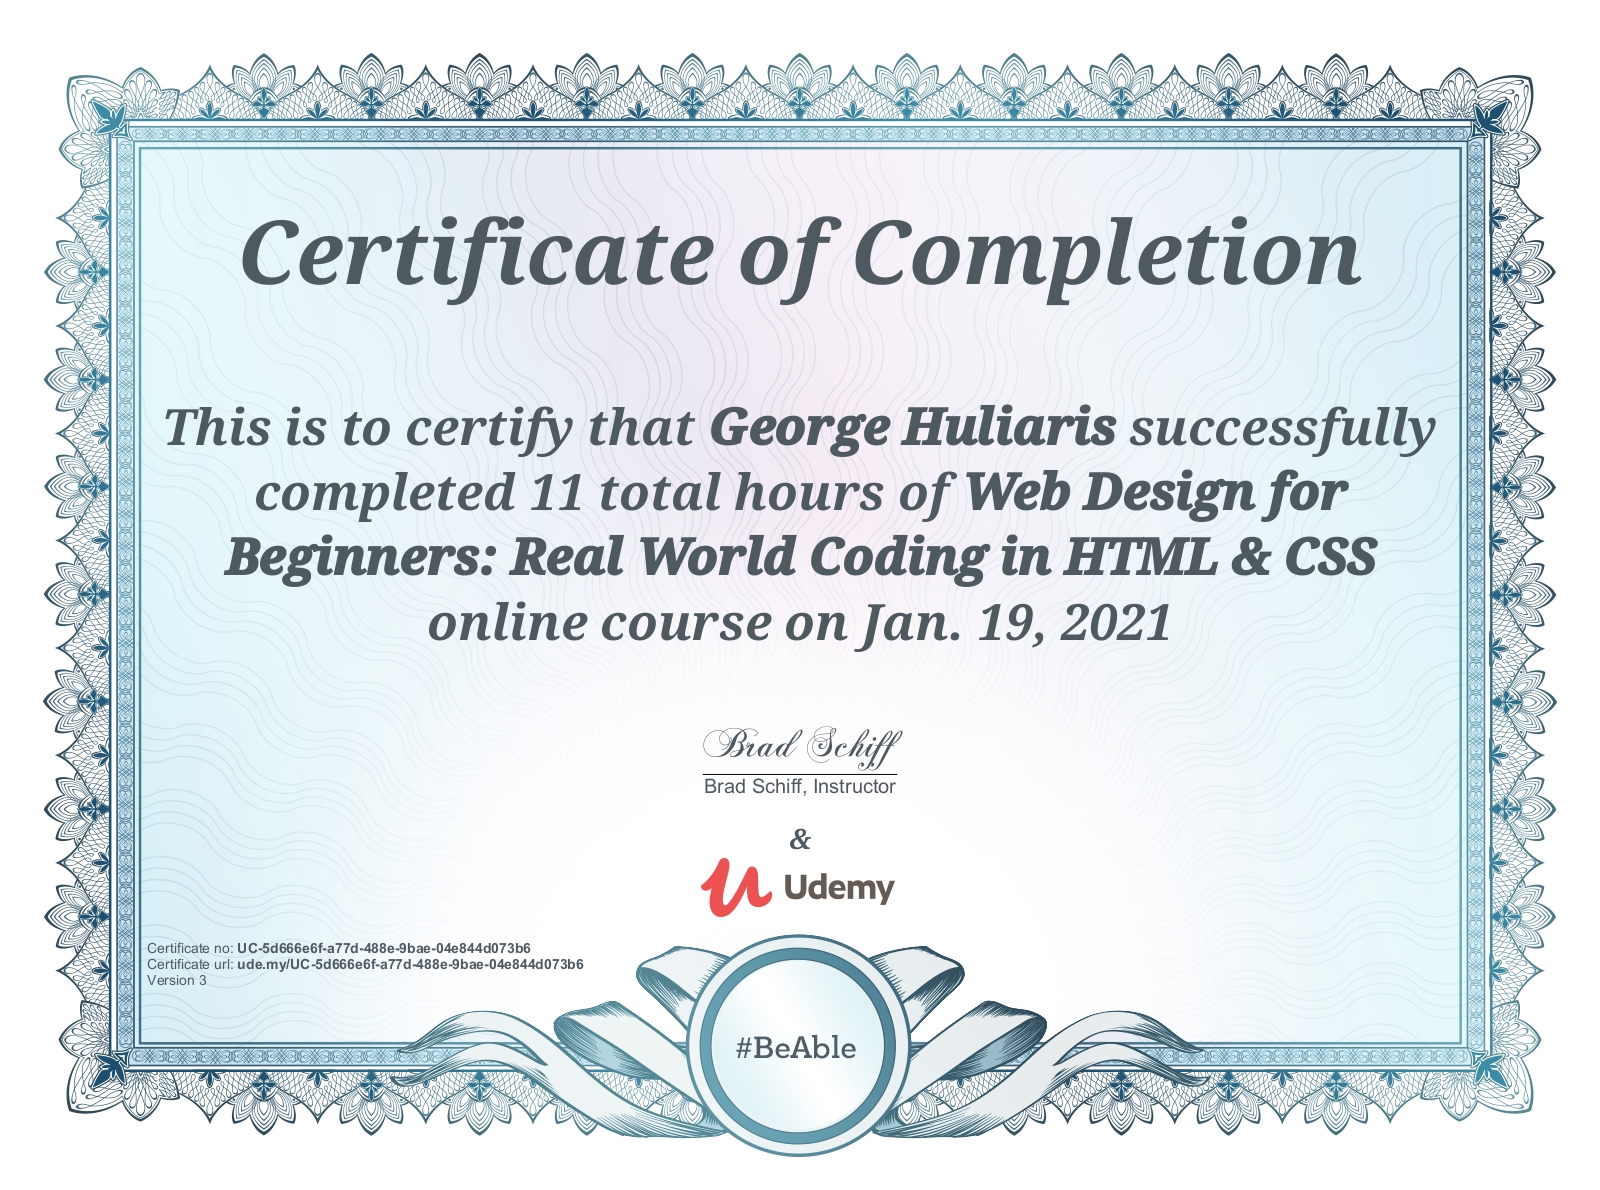 Certificate of Completion
This is to certify that George Huliaris successfully
completed 11 total hours of Web Design for
Beginners: Real World Coding in HTML & CSS
online course on Jan. 19, 2021
Brad Schiff
Brad Schiff, Instructor
&
Udemy
Certificate no: UC-5d666e6f-a77d-488e-9bae-04e844d073b6
Certificate url: ude.my/UC-5d666e6f-a77d-488e-9bae-04e844d073b6
Version 3
#BeAble